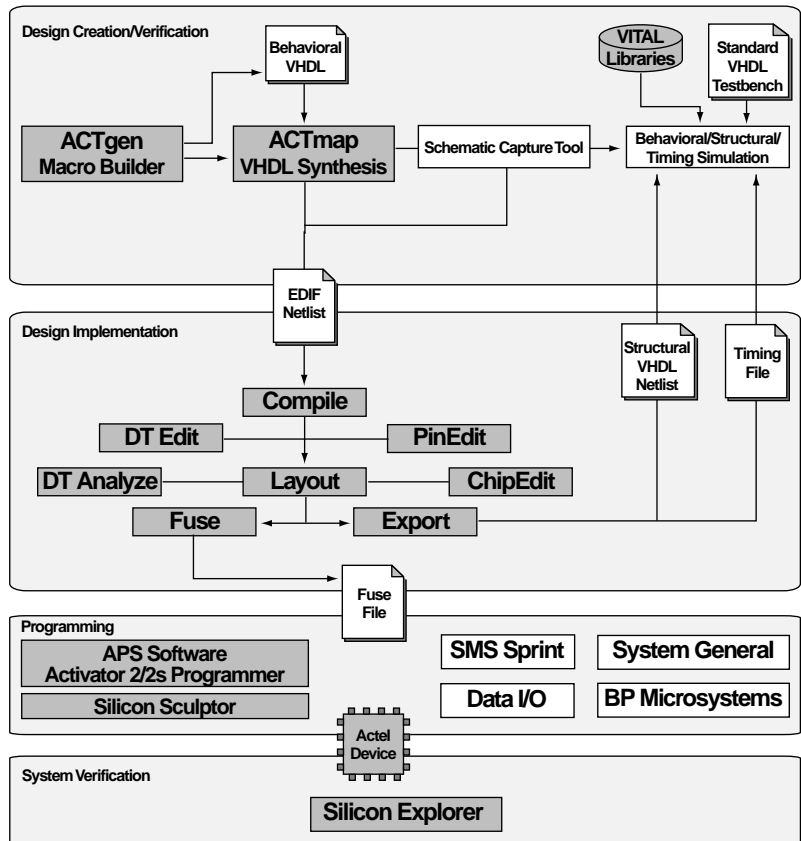 Design Creation/Verification
Behavioral
VHDL
VITAL
Libraries
Standard
VHDL
Testbench
ACTgen
Macro Builder
ACTmap
VHDL Synthesis
Schematic Capture Tool
Behavioral/Structural/
Timing Simulation
EDIF
Netlist
Design Implementation
Structural
VHDL
Netlist
Timing
File
Compile
DT Edit
PinEdit
DT Analyze
Layout
ChipEdit
Fuse
Export
Fuse
File
Programming
APS Software
Activator 2/2s Programmer
Silicon Sculptor
SMS Sprint
System General
Data I/O
BP Microsystems
Actel
Device
System Verification
Silicon Explorer